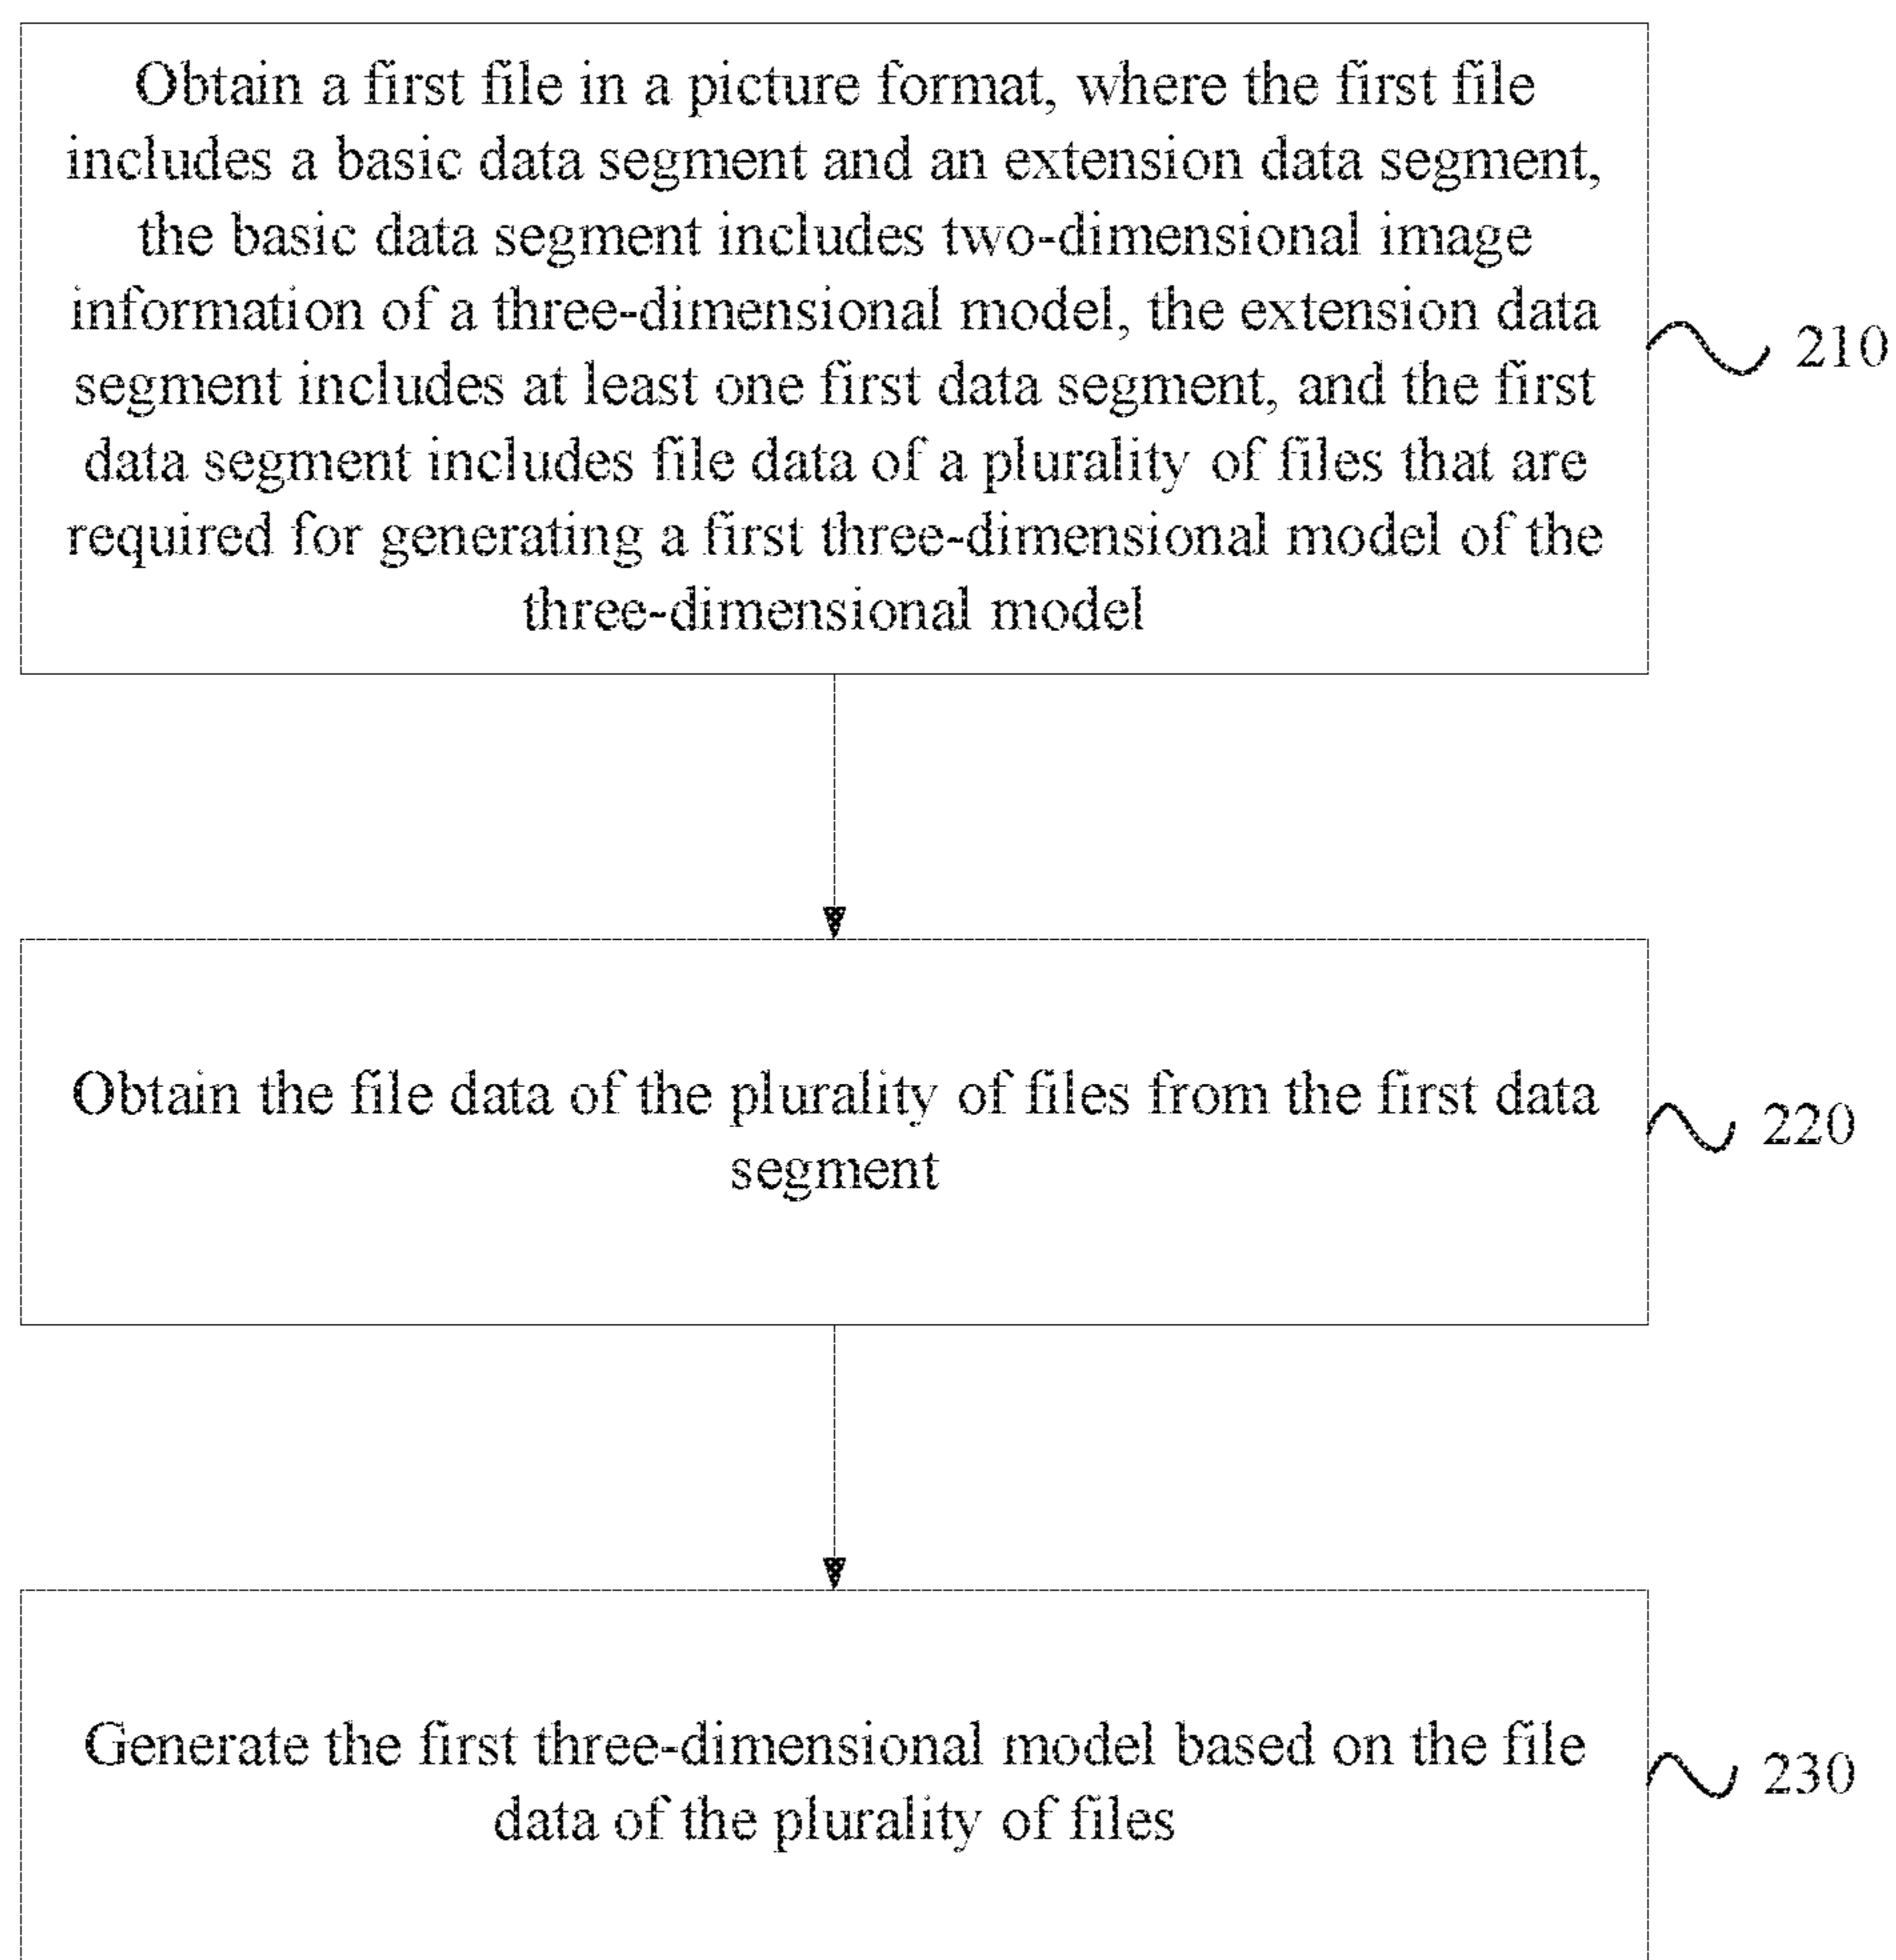 Obtain a first file in a picture format, where the first file
includes a basic data segment and an extension data segment,
the basic data segment includes two-dimensional image
information of a three-dimensional model, the extension data
segment includes at least one first data segment, and the first
data segment includes file data of a plurality of files that are
required for generating a first three-dimensional model of the
three-dimensional model
210
Obtain the file data of the plurality of files from the first data
segment
220
Generate the first three-dimensional model based on the file
data of the plurality of files
230